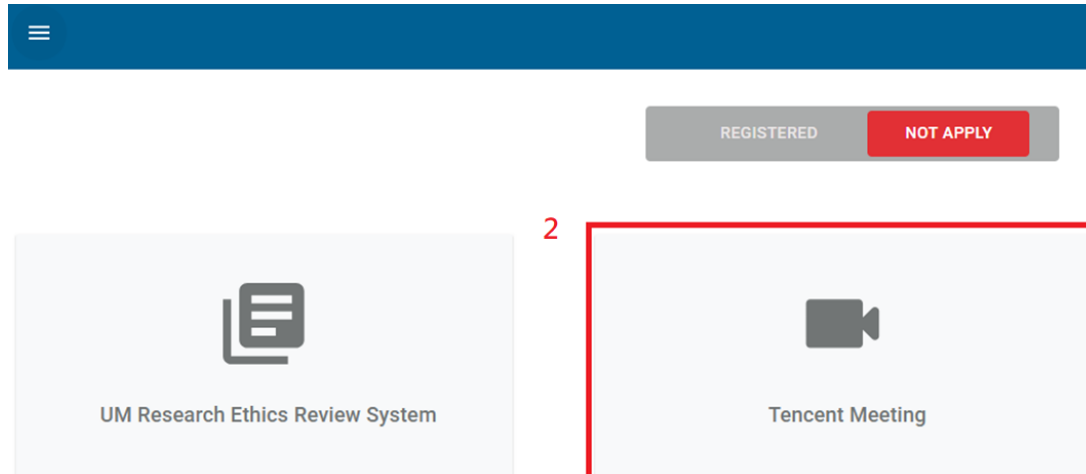 REGISTERED NOT APPLY
2
UM Research Ethics Review System
Tencent Meeting